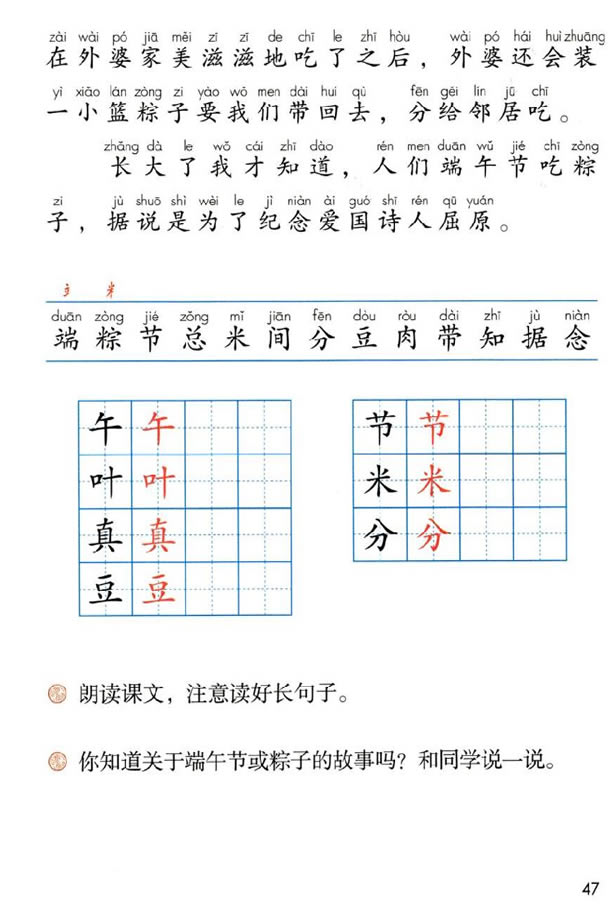 zài wài pó jiā měi zī zī de chī le zhī hòu wài pó hái huì zhuāng
在外婆家美滋滋地吃了之后，外婆还会装
yì xiǎo lán zòng zi yào wǒ men dài huí qù fēn gěi lín jū chī
一小篮粽子要我们带回去，分给邻居吃。
zhǎng dà le wǒ cái zhī dào rén men duān wǔ jié chī zòng
长大了我才知道，人们端午节吃粽
zi jù shuō shì wèi le jì niàn ài guó shī rén qū yuán
子，据说是为了纪念爱国诗人屈原。
立 米
duān zòng jié zǒng mǐ jiān fēn dòu ròu dài zhī jù niàn
端 粽 节 总 米 间 分 豆 肉 带 知 据 念
午 午 节 节
叶 叶 米 米
真 真 分 分
豆 豆
朗读课文，注意读好长句子。
你知道关于端午节或粽子的故事吗？和同学说一说。
47